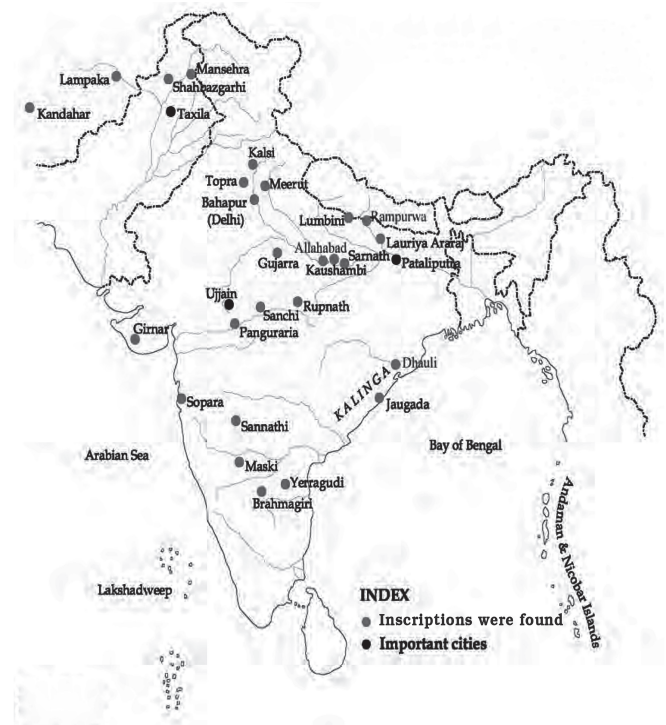 Mansehra
Lampaka
Shahbazgarhi
Kandahar
Taxila
Kalsi
Topra
Meerut
Bahapur
(Delhi)
Lumbini
Rampurwa
Lauriya Araraj
Allahabad
Sarnath
Gujarra
Kaushambi
Pataliputra
Ujjain
Rupnath
Sanchi
Panguraria
Girnar
Dhauli
KALINGA
Sopara
Jaugada
Sannathi
Bay of Bengal
Arabian Sea
Maski
Yerragudi
Brahmagiri
Andaman & Nicobar Islands
Lakshadweep
INDEX
Inscriptions were found
Important cities